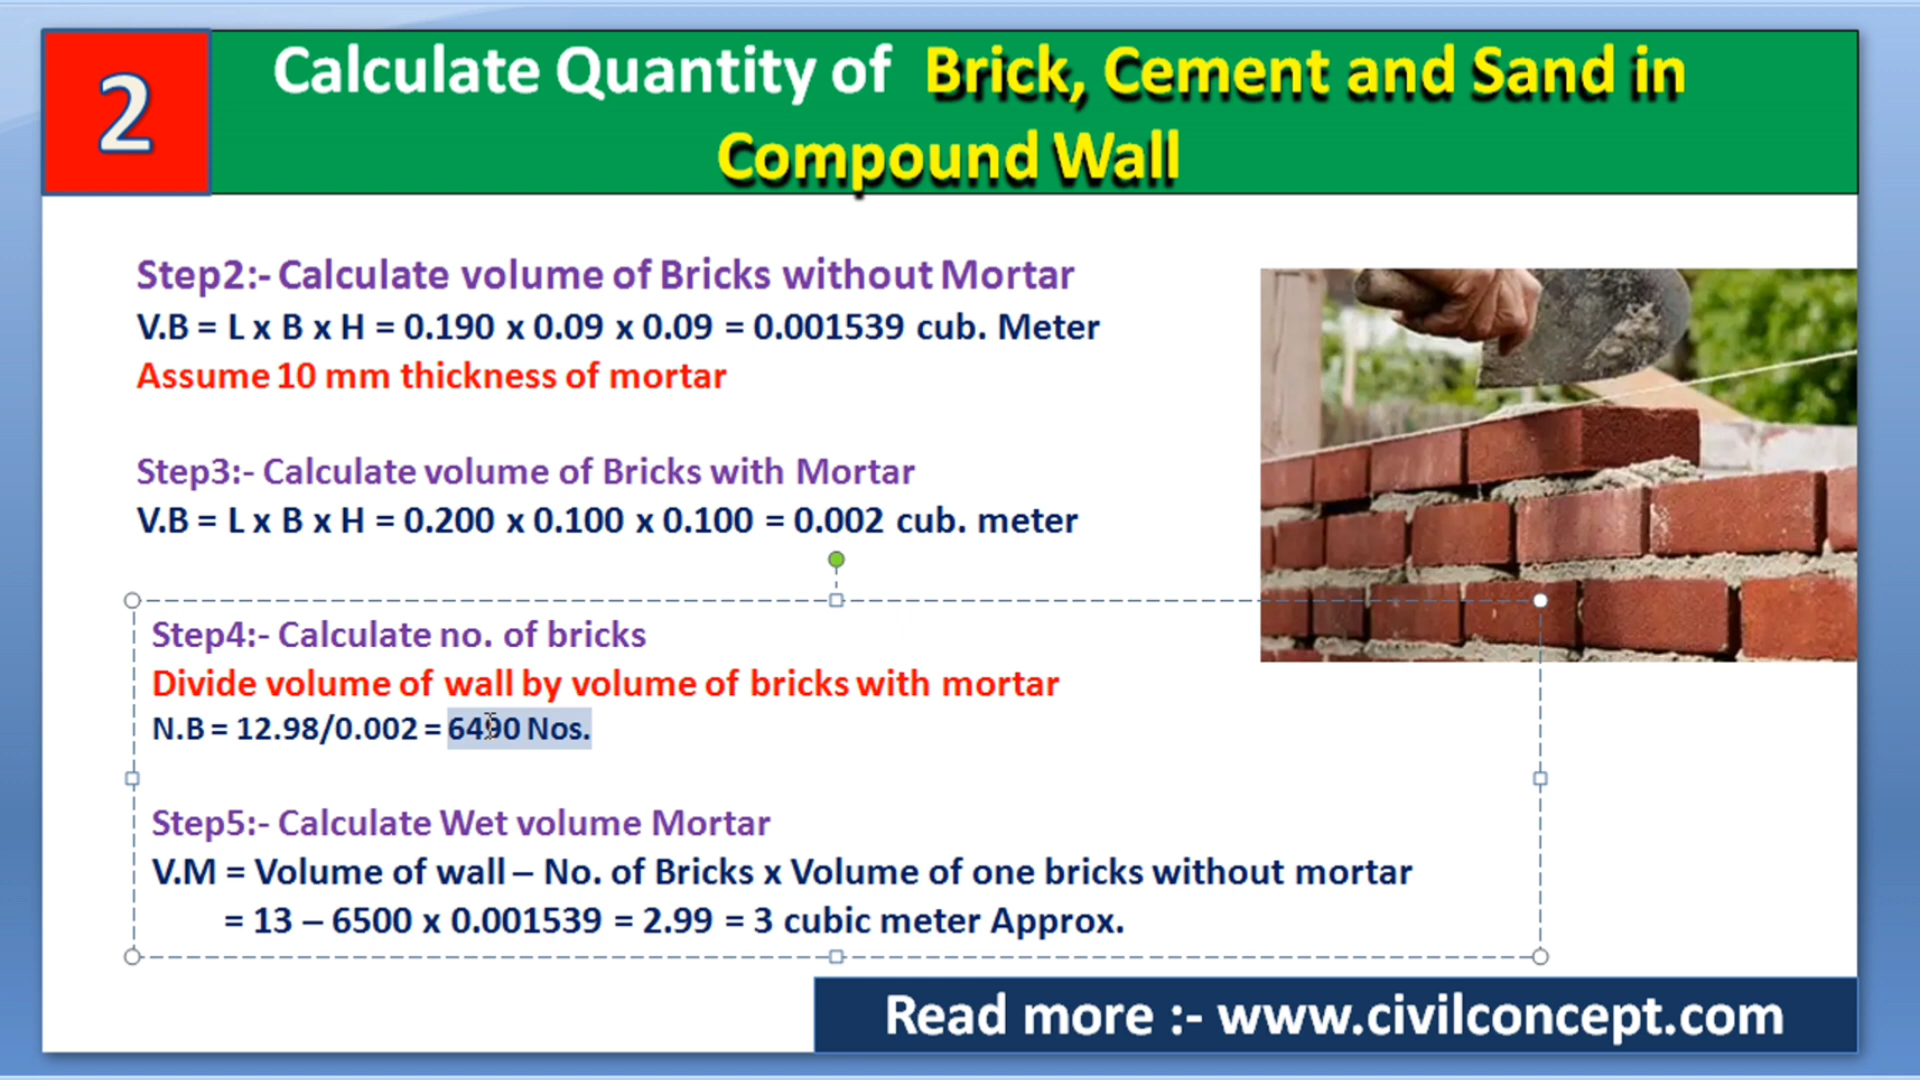 2
Calculate Quantity of Brick, Cement and Sand in
Compound Wall
Step2:- Calculate volume of Bricks without Mortar
V.B = L x B x H = 0.190 x 0.09 x 0.09 = 0.001539 cub. Meter
Assume 10 mm thickness of mortar
Step3:- Calculate volume of Bricks with Mortar
V.B = L x B x H = 0.200 x 0.100 x 0.100 = 0.002 cub. meter
Step4:- Calculate no. of bricks
Divide volume of wall by volume of bricks with mortar
N.B = 12.98/0.002 = 6490 Nos.
Step5:- Calculate Wet volume Mortar
V.M = Volume of wall – No. of Bricks x Volume of one bricks without mortar
= 13 – 6500 x 0.001539 = 2.99 = 3 cubic meter Approx.
Read more :- www.civilconcept.com